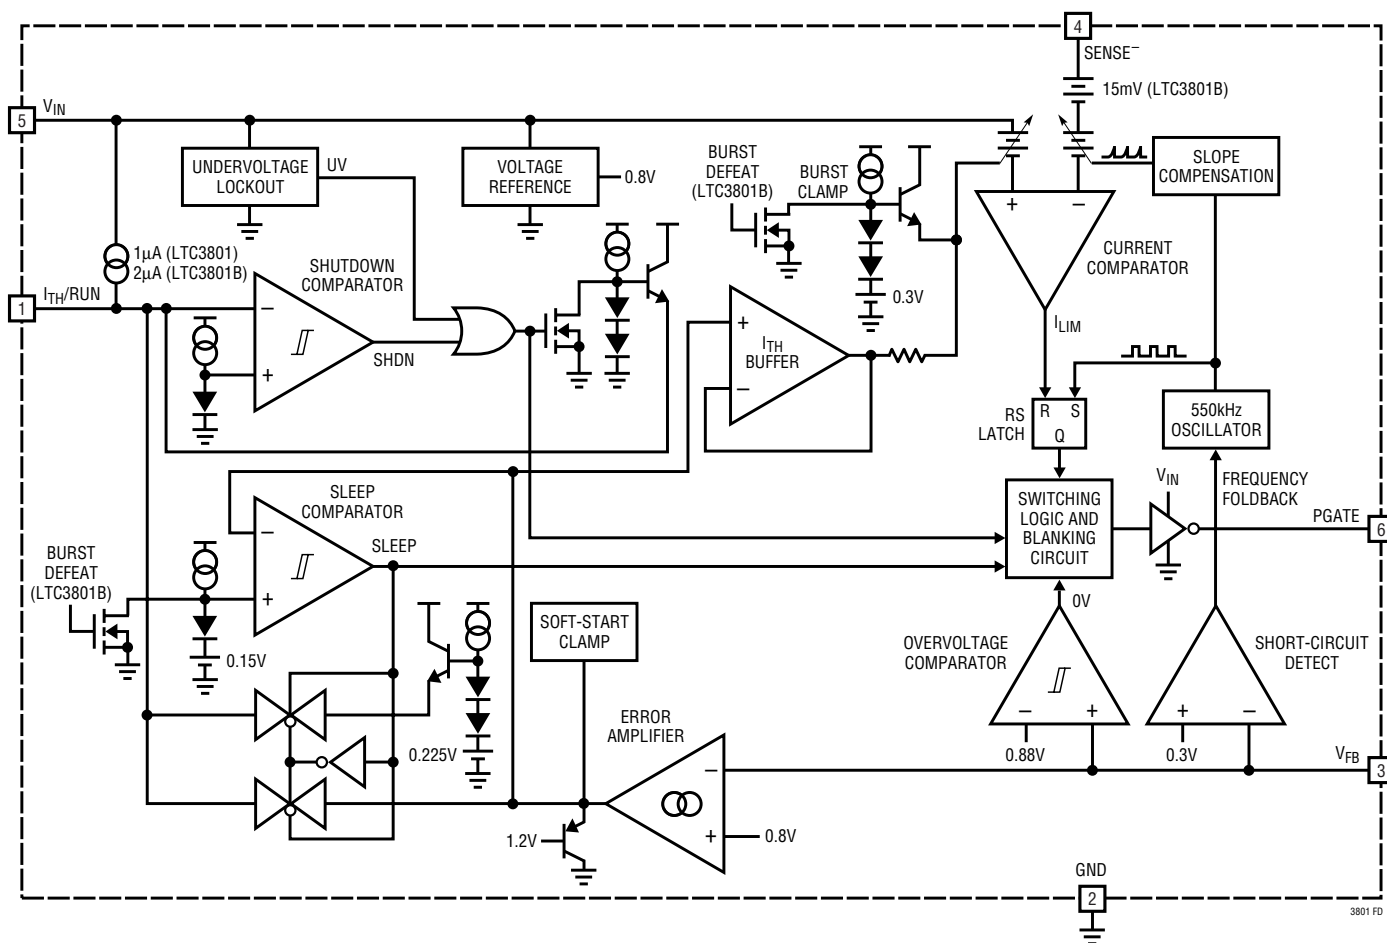 4
SENSE–
15mV (LTC3801B)
5
VIN
UNDERVOLTAGE
LOCKOUT
UV
VOLTAGE
REFERENCE
0.8V
BURST
DEFEAT
(LTC3801B)
BURST
CLAMP
SLOPE
COMPENSATION
+
–
CURRENT
COMPARATOR
1µA (LTC3801)
2µA (LTC3801B)
SHUTDOWN
COMPARATOR
1
ITH/RUN
–
+
SHDN
0.3V
+
ITH
BUFFER
–
ILIM
RS
LATCH
R
S
Q
550kHz
OSCILLATOR
FREQUENCY
FOLDBACK
SLEEP
COMPARATOR
–
+
SLEEP
SWITCHING
LOGIC AND
BLANKING
CIRCUIT
VIN
PGATE
6
BURST
DEFEAT
(LTC3801B)
0.15V
SOFT-START
CLAMP
0V
OVERVOLTAGE
COMPARATOR
–
+
SHORT-CIRCUIT
DETECT
+
–
0.225V
ERROR
AMPLIFIER
–
+
0.88V
0.3V
VFB
3
1.2V
0.8V
GND
2
3801 FD